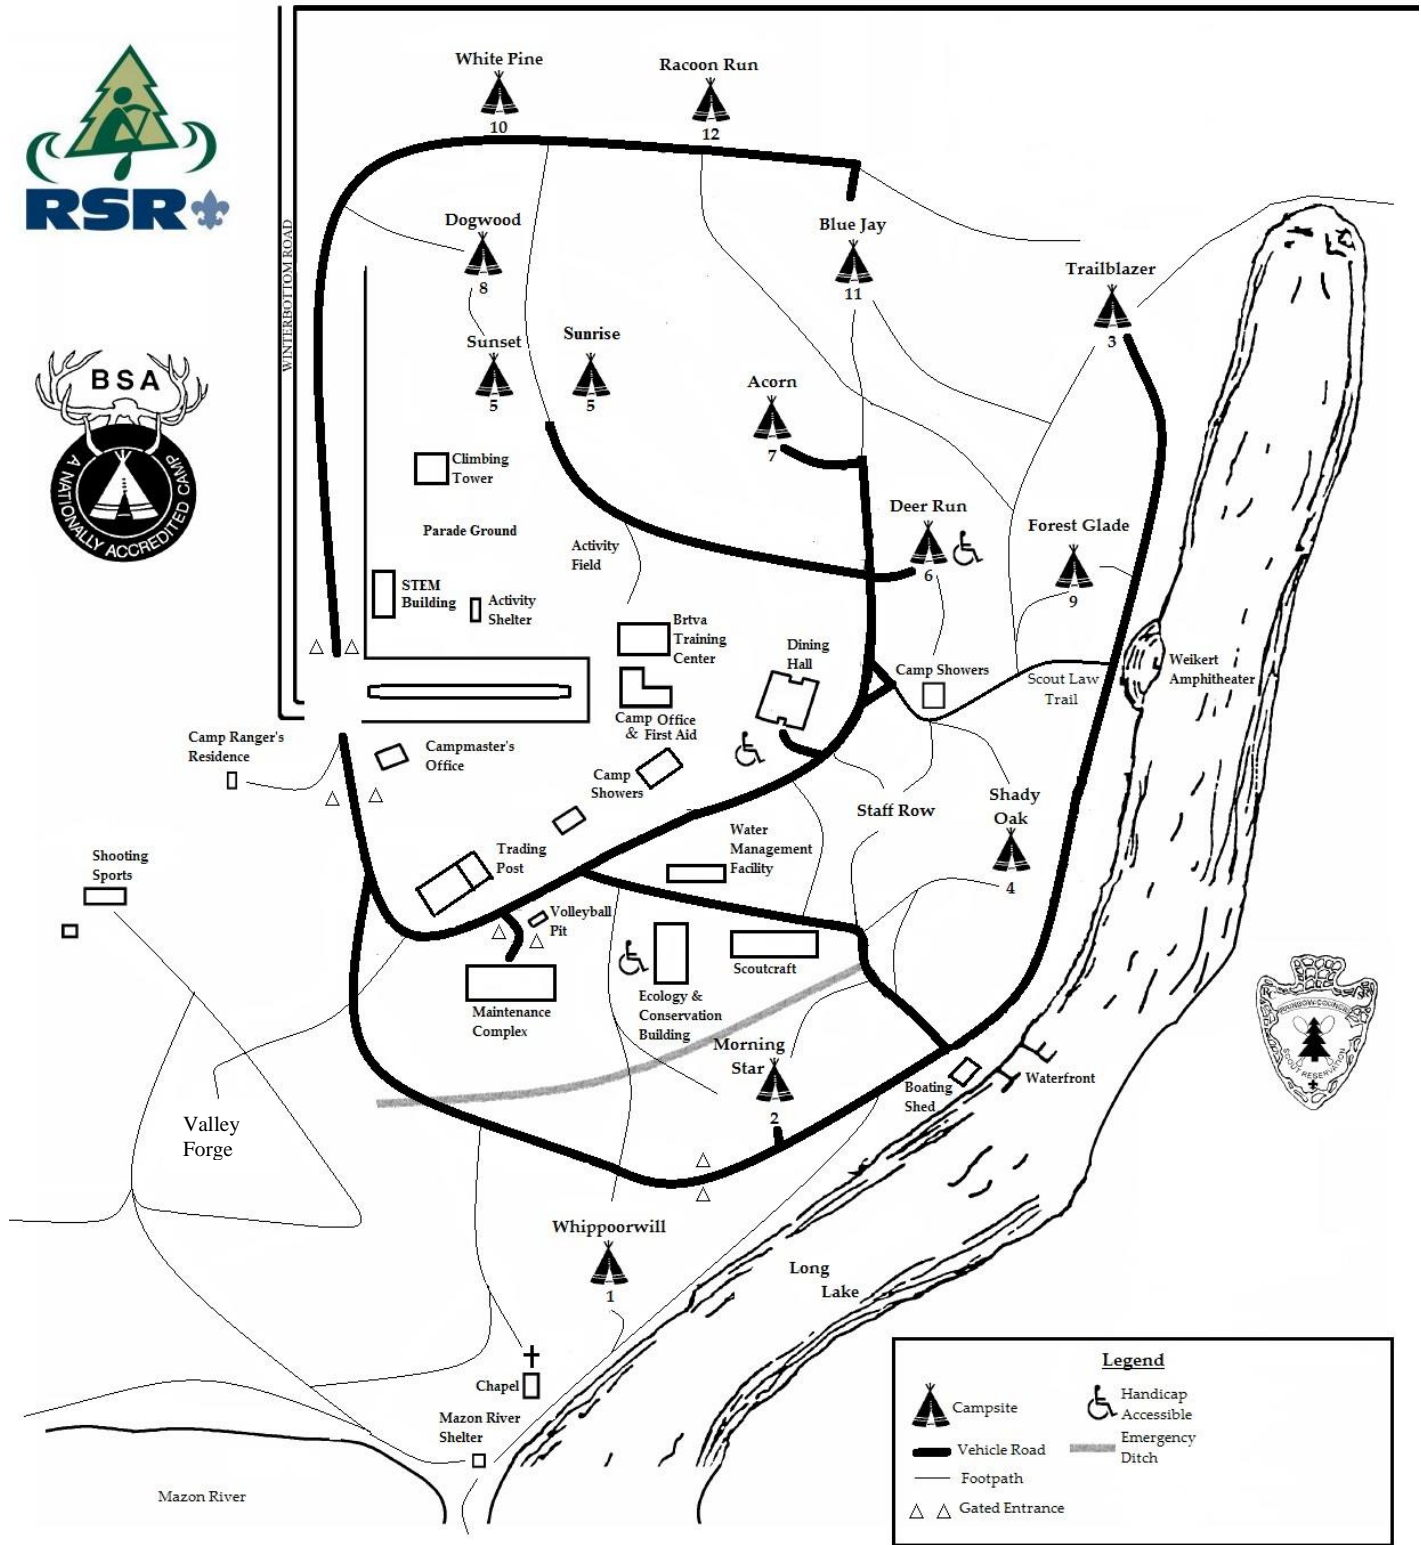 White Pine
10
Racoon Run
12
RSR
WINTERBOTTOM ROAD
Dogwood
8
Blue Jay
11
Trailblazer
3
Sunset
5
Sunrise
5
Acorn
7
BSA
A NATIONALLY ACCREDITED CAMP
Climbing
Tower
Parade Ground
Activity
Field
Deer Run
6
Forest Glade
9
STEM
Building
Activity
Shelter
Brtva
Training
Center
Dining
Hall
Camp Showers
Scout Law
Trail
Weikert
Amphitheater
Camp Office
& First Aid
Camp Ranger's
Residence
Campmaster's
Office
Camp
Showers
Staff Row
Shady
Oak
4
Shooting
Sports
Trading
Post
Water
Management
Facility
Volleyball
Pit
Scoutcraft
Maintenance
Complex
Ecology &
Conservation
Building
Morning
Star
2
Boating
Shed
Waterfront
RAINBOW COUNCIL
SCOUT RESERVATION
Valley
Forge
Whippoorwill
1
Long
Lake
Chapel
Mazon River
Shelter
Mazon River
Legend
Campsite
Handicap
Accessible
Vehicle Road
Emergency
Ditch
Footpath
Gated Entrance